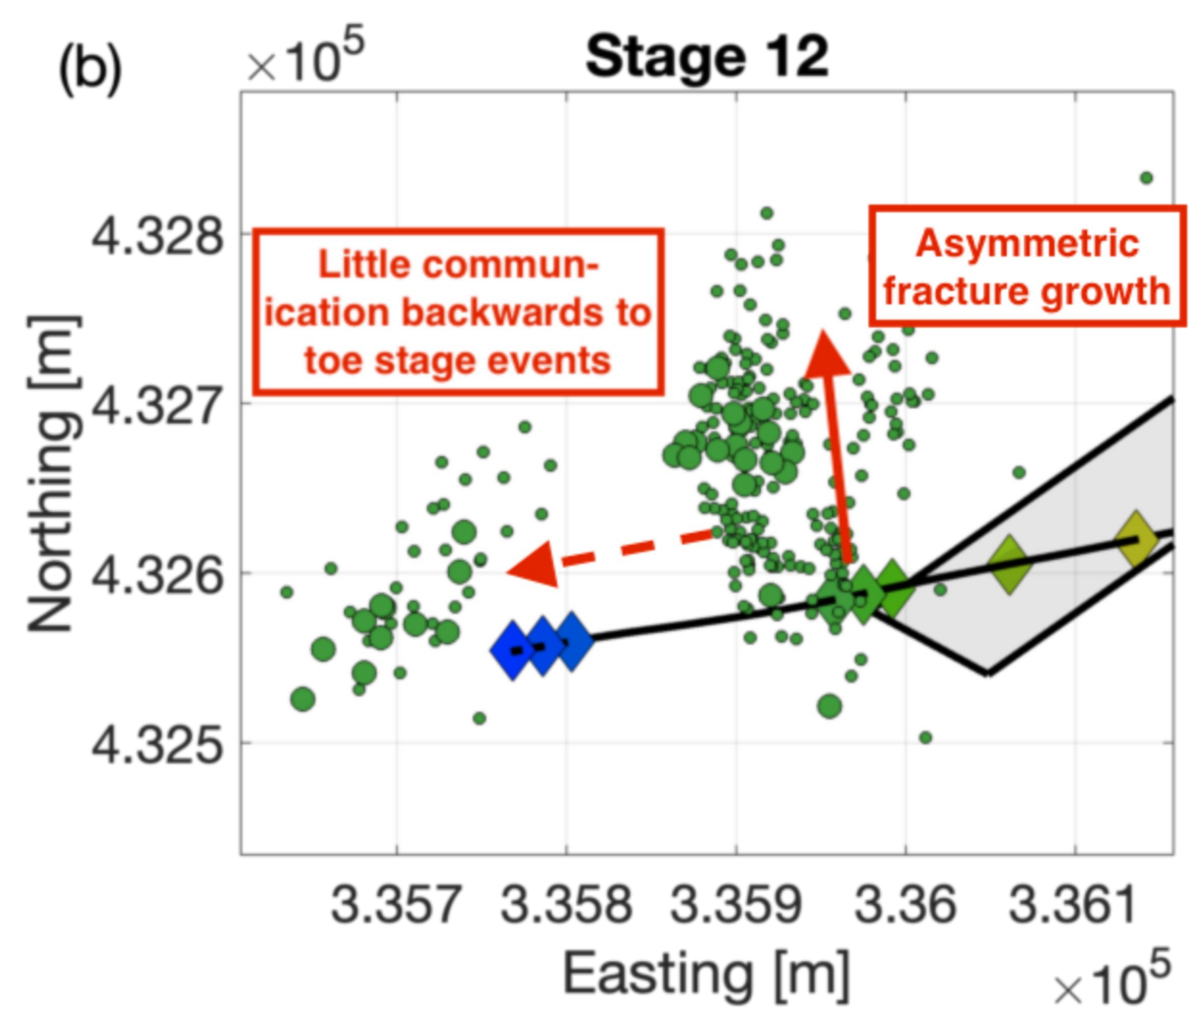 (b)
×10⁵
Stage 12
Little commun-
ication backwards to
toe stage events
Asymmetric
fracture growth
4.328
4.327
4.326
4.325
Northing [m]
3.357 3.358 3.359 3.36 3.361
Easting [m]
×10⁵